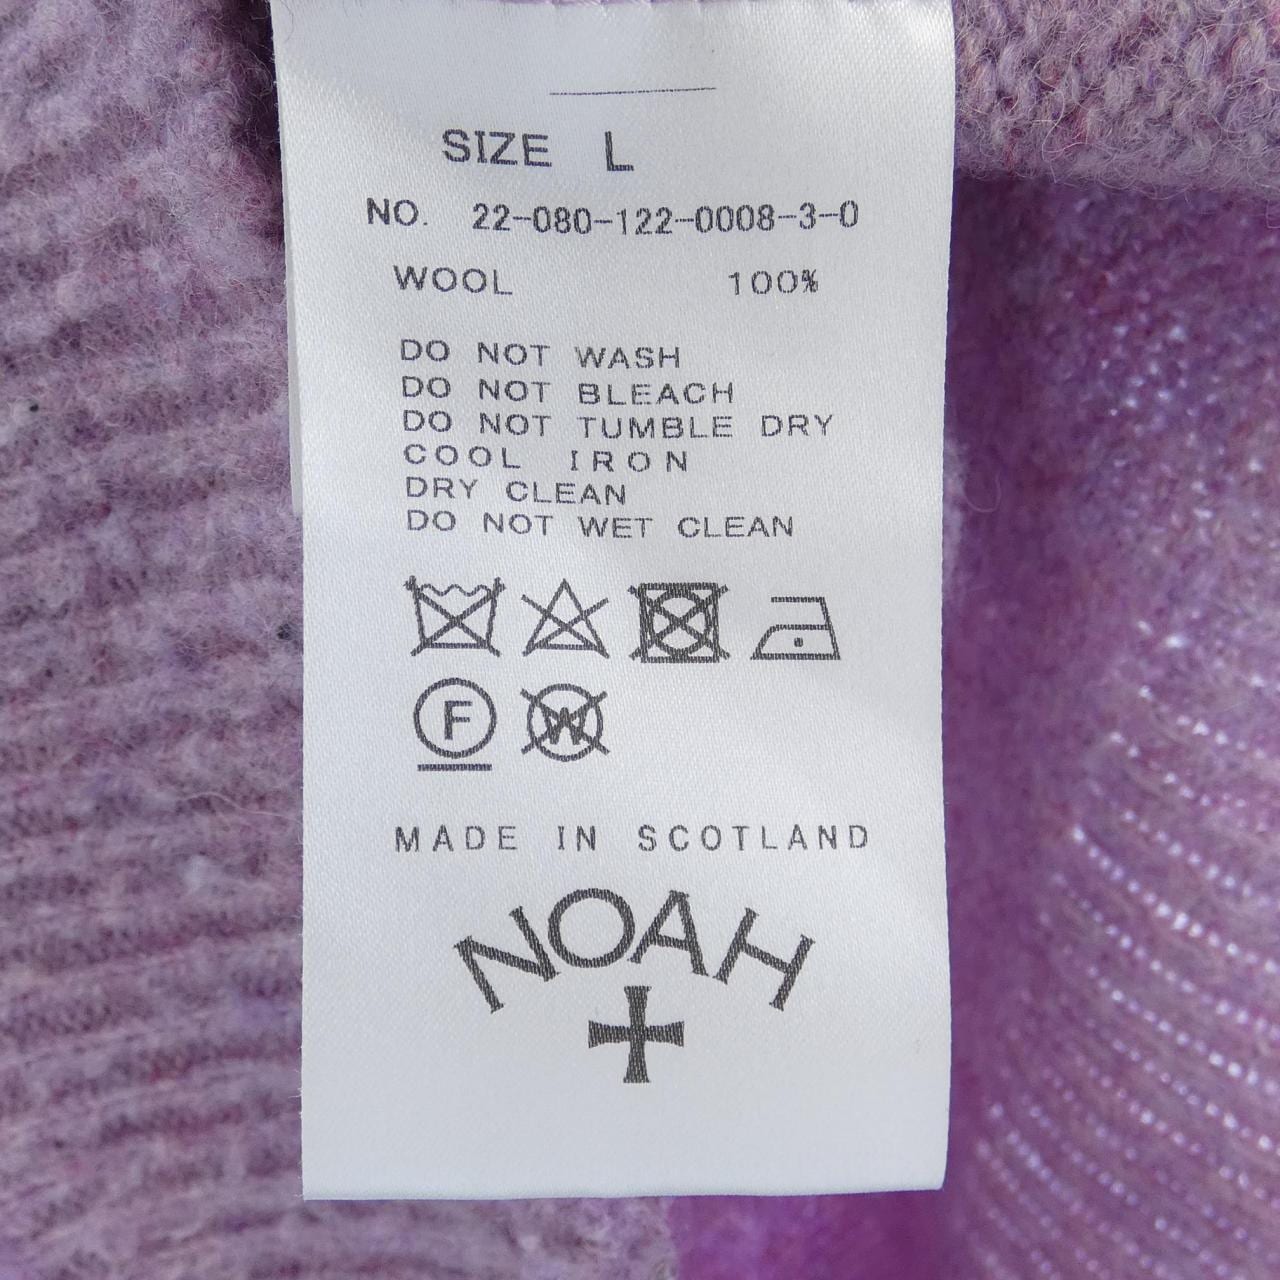 SIZE L
NO. 22-080-122-0008-3-0
WOOL 100%
DO NOT WASH
DO NOT BLEACH
DO NOT TUMBLE DRY
COOL IRON
DRY CLEAN
DO NOT WET CLEAN
F W
MADE IN SCOTLAND
NOAH